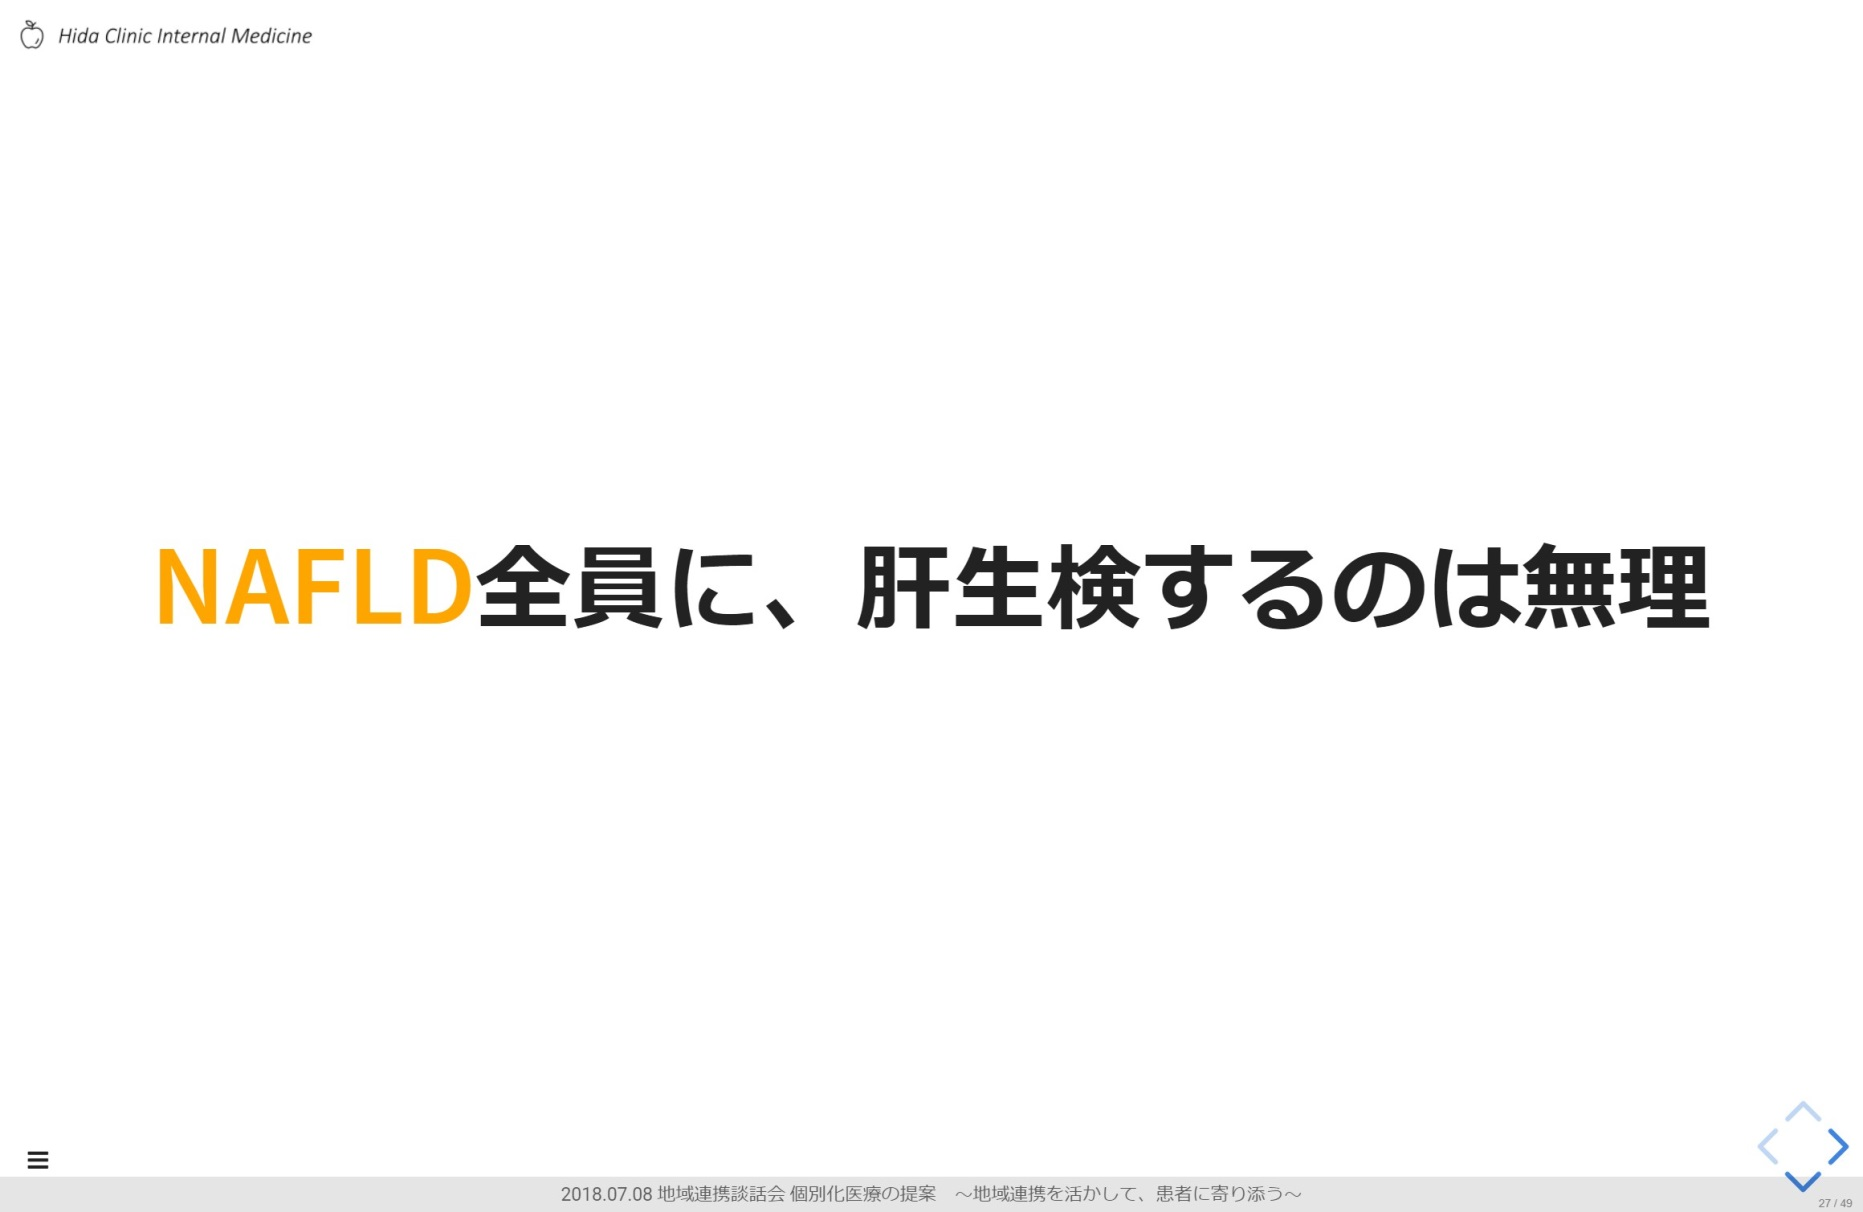 Hida Clinic Internal Medicine
NAFLD全員に、肝生検するのは無理
2018.07.08 地域連携談話会 個別化医療の提案　～地域連携を活かして、患者に寄り添う～
27 / 49